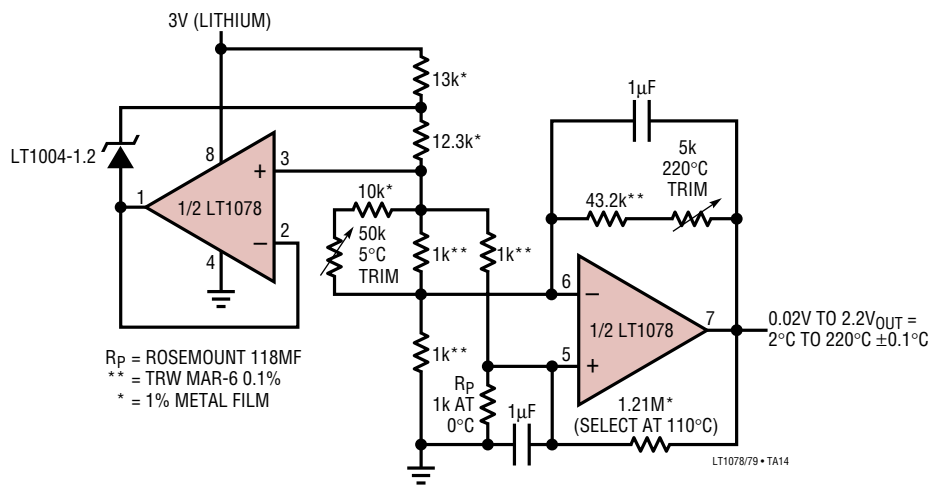 3V (LITHIUM)
13k*
12.3k*
LT1004-1.2
8
3
+
1
1/2 LT1078
2
–
4
10k*
50k
5°C
TRIM
1k**
1k**
1k**
1µF
5k
220°C
TRIM
43.2k**
6
–
7
1/2 LT1078
5
+
0.02V TO 2.2VOUT =
2°C TO 220°C ±0.1°C
RP
1k AT
0°C
1µF
1.21M*
(SELECT AT 110°C)
RP = ROSEMOUNT 118MF
** = TRW MAR-6 0.1%
* = 1% METAL FILM
LT1078/79 • TA14